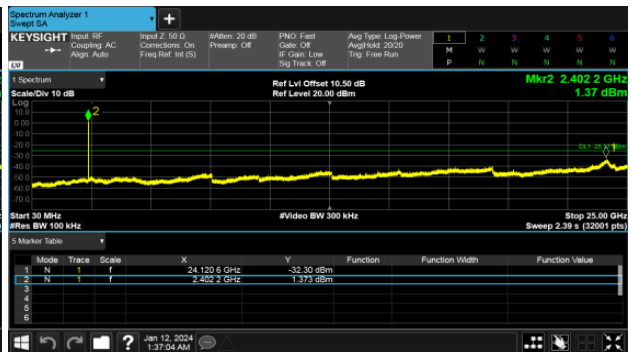 Spectrum Analyzer 1
Swept SA
+
KEYSIGHT Input: RF Input Z: 50 Ω #Atten: 20 dB PNO: Fast Avg Type: Log-Power 1 2 3 4 5 6
Coupling: AC Corrections: On Preamp: Off Gate: Off Avg|Hold: 20/20 M W W W W W
Align: Auto Freq Ref: Int (S) IF Gain: Low Trig: Free Run
Sig Track: Off P N N N N N
LXI
1 Spectrum Ref Lvl Offset 10.50 dB Mkr2 2.402 2 GHz
Scale/Div 10 dB Ref Level 20.00 dBm 1.37 dBm
Log
10.0
0.00
-10.0
-20.0
-30.0
-40.0
-50.0
-60.0
-70.0
2
1
Start 30 MHz #Video BW 300 kHz Stop 25.00 GHz
#Res BW 100 kHz Sweep 2.39 s (32001 pts)
5 Marker Table
Mode Trace Scale X Y Function Function Width Function Value
1 N 1 f 24.120 6 GHz -32.30 dBm
2 N 1 f 2.402 2 GHz 1.373 dBm
3
4
5
6
? Jan 12, 2024
1:37:04 AM